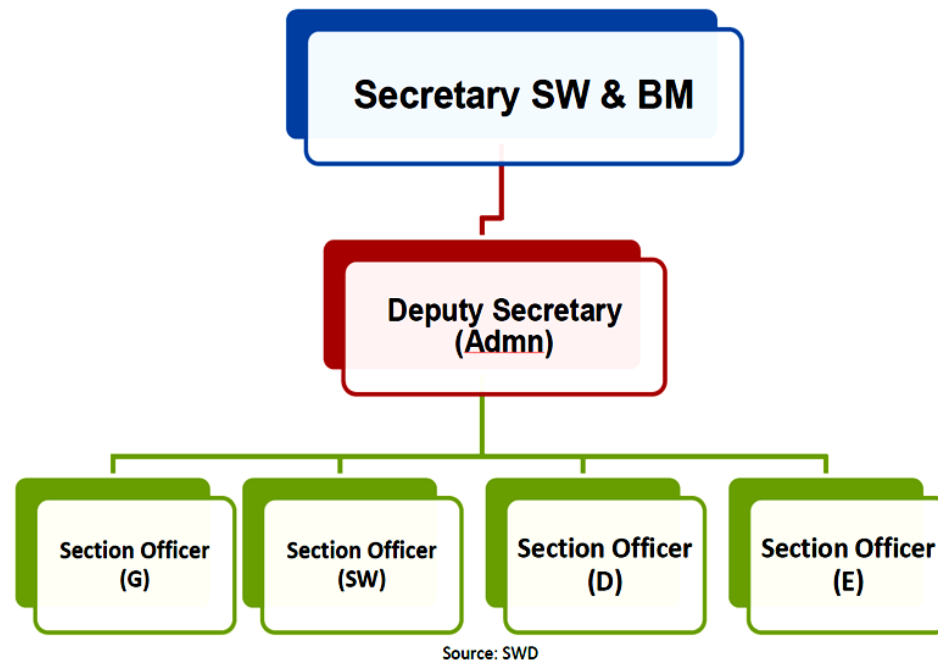 Secretary SW & BM
Deputy Secretary
(Admn)
Section Officer
(G)
Section Officer
(SW)
Section Officer
(D)
Section Officer
(E)
Source: SWD